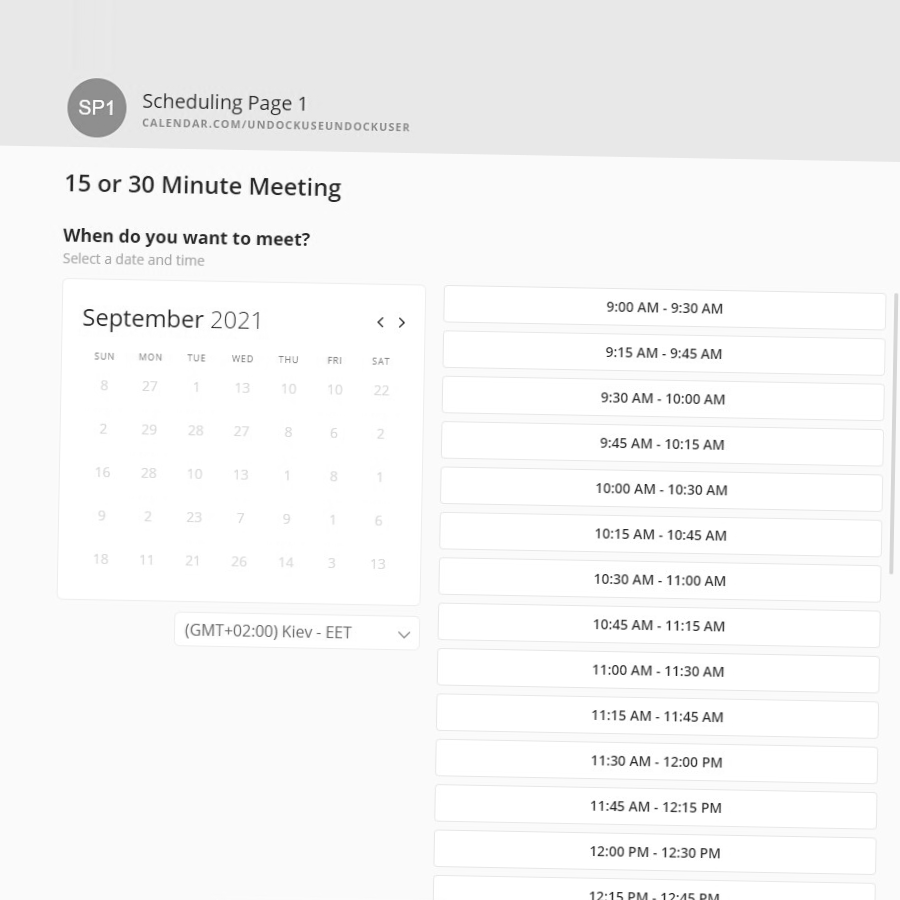 SP1
Scheduling Page 1
CALENDAR.COM/UNDOCKUSEUNDOCKUSER
15 or 30 Minute Meeting
When do you want to meet?
Select a date and time
September 2021
SUN MON TUE WED THU FRI SAT
8 27 1 13 10 10 22
2 29 28 27 8 6 2
16 28 10 13 1 8 1
9 2 23 7 9 1 6
18 11 21 26 14 3 13
(GMT+02:00) Kiev - EET
9:00 AM - 9:30 AM
9:15 AM - 9:45 AM
9:30 AM - 10:00 AM
9:45 AM - 10:15 AM
10:00 AM - 10:30 AM
10:15 AM - 10:45 AM
10:30 AM - 11:00 AM
10:45 AM - 11:15 AM
11:00 AM - 11:30 AM
11:15 AM - 11:45 AM
11:30 AM - 12:00 PM
11:45 AM - 12:15 PM
12:00 PM - 12:30 PM
12:15 PM - 12:45 PM